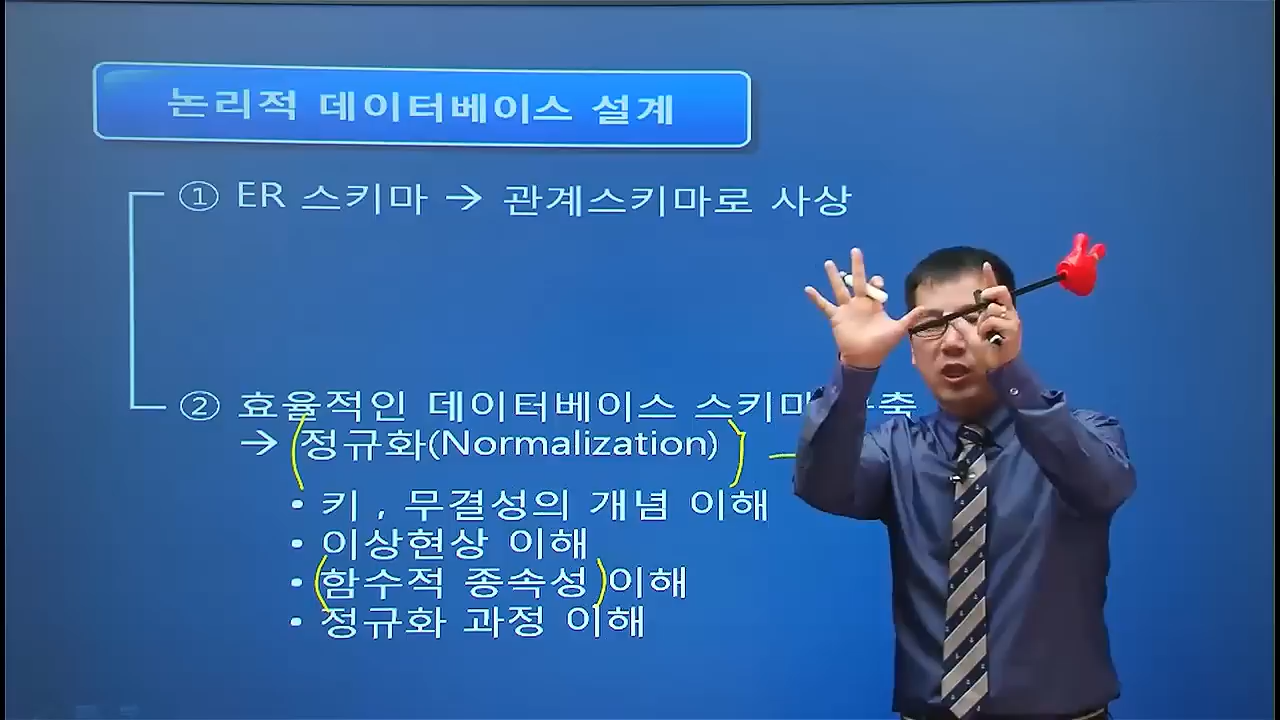 논리적 데이터베이스 설계
① ER 스키마 → 관계스키마로 사상
② 효율적인 데이터베이스 스키마
→ 정규화(Normalization)
• 키 , 무결성의 개념 이해
• 이상현상 이해
• 함수적 종속성 이해
• 정규화 과정 이해